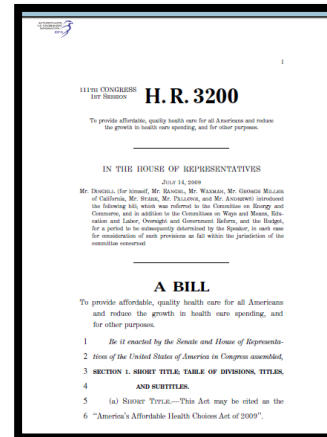 I
111TH CONGRESS
1ST SESSION
H. R. 3200
To provide affordable, quality health care for all Americans and reduce
the growth in health care spending, and for other purposes.
IN THE HOUSE OF REPRESENTATIVES
JULY 14, 2009
Mr. DINGELL (for himself, Mr. RANGEL, Mr. WAXMAN, Mr. GEORGE MILLER
of California, Mr. STARK, Mr. PALLONE, and Mr. ANDREWS) introduced
the following bill; which was referred to the Committee on Energy and
Commerce, and in addition to the Committees on Ways and Means, Edu-
cation and Labor, Oversight and Government Reform, and the Budget,
for a period to be subsequently determined by the Speaker, in each case
for consideration of such provisions as fall within the jurisdiction of the
committee concerned
A BILL
To provide affordable, quality health care for all Americans
and reduce the growth in health care spending, and
for other purposes.
1 Be it enacted by the Senate and House of Representa-
2 tives of the United States of America in Congress assembled,
3 SECTION 1. SHORT TITLE; TABLE OF DIVISIONS, TITLES,
4 AND SUBTITLES.
5 (a) SHORT TITLE.—This Act may be cited as the
6 “America's Affordable Health Choices Act of 2009”.